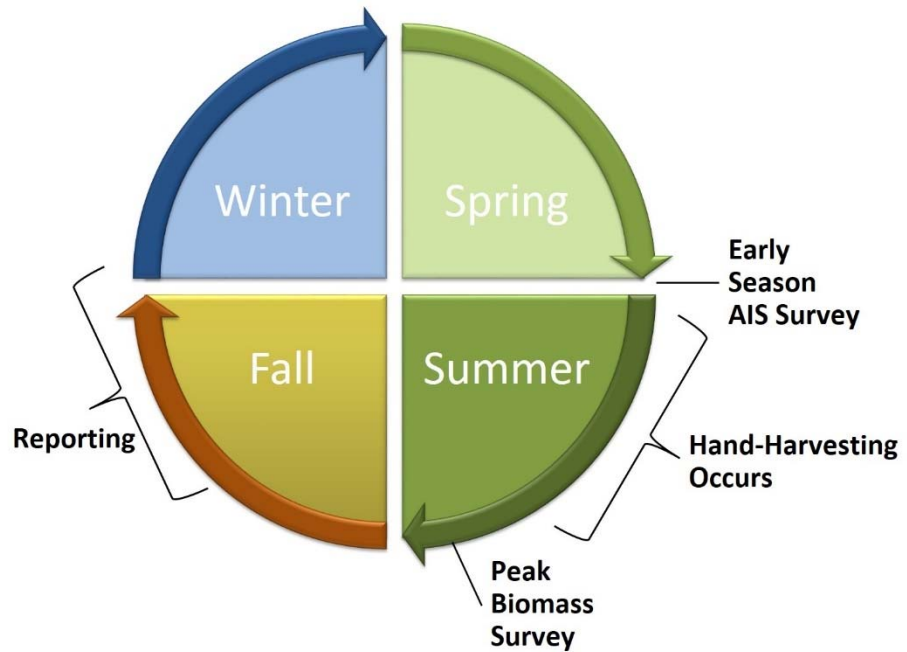 Winter
Spring
Early
Season
AIS Survey
Fall
Summer
Reporting
Hand-Harvesting
Occurs
Peak
Biomass
Survey